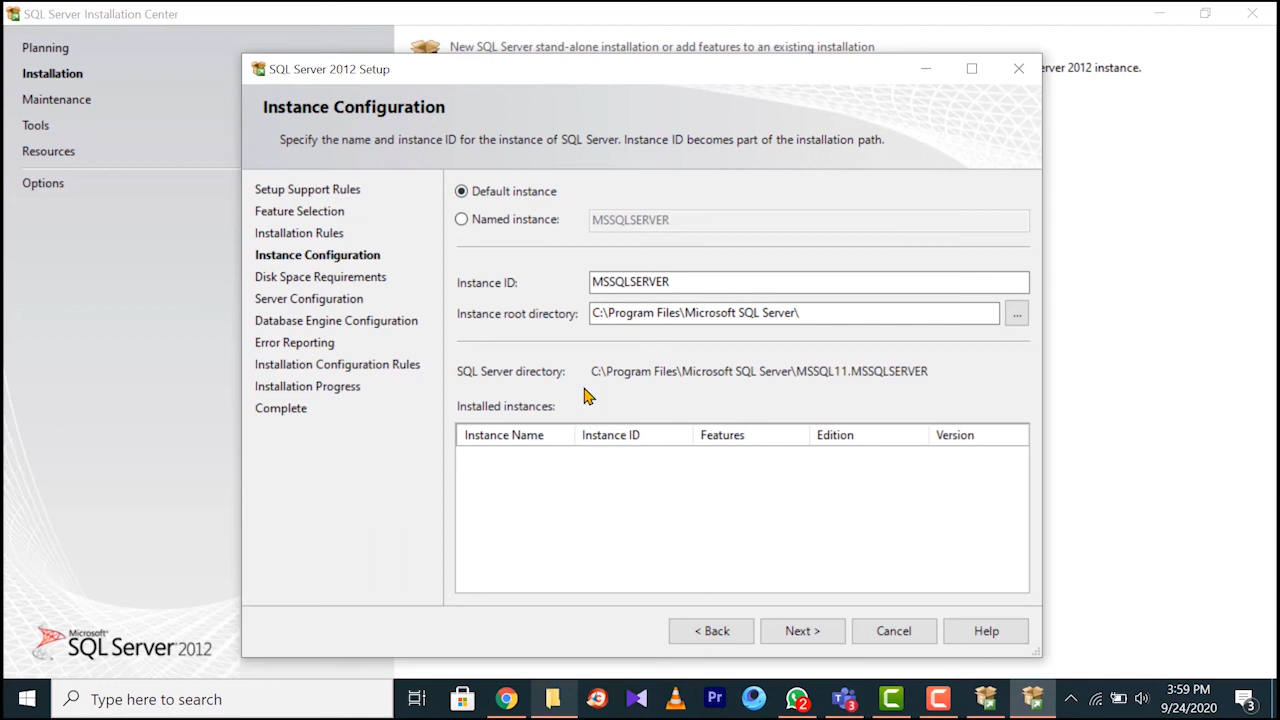 SQL Server Installation Center
Planning
Installation
Maintenance
Tools
Resources
Options
New SQL Server stand-alone installation or add features to an existing installation
erver 2012 instance.
SQL Server 2012 Setup
Instance Configuration
Specify the name and instance ID for the instance of SQL Server. Instance ID becomes part of the installation path.
Setup Support Rules
Feature Selection
Installation Rules
Instance Configuration
Disk Space Requirements
Server Configuration
Database Engine Configuration
Error Reporting
Installation Configuration Rules
Installation Progress
Complete
Default instance
Named instance: MSSQLSERVER
Instance ID: MSSQLSERVER
Instance root directory: C:\Program Files\Microsoft SQL Server\ ...
SQL Server directory: C:\Program Files\Microsoft SQL Server\MSSQL11.MSSQLSERVER
Installed instances:
Instance Name Instance ID Features Edition Version
< Back Next > Cancel Help
Microsoft
SQL Server 2012
Type here to search
Pr
2
3
3:59 PM
9/24/2020
3